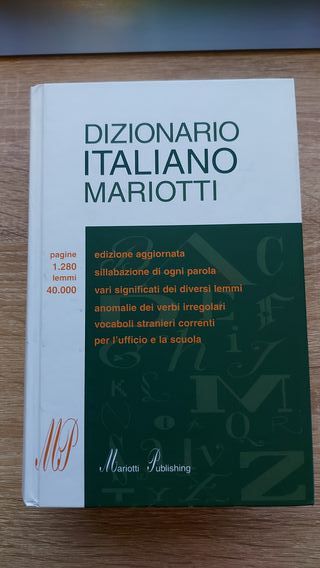 DIZIONARIO
ITALIANO
MARIOTTI
pagine
1.280
lemmi
40.000
edizione aggiornata
sillabazione di ogni parola
vari significati dei diversi lemmi
anomalie dei verbi irregolari
vocaboli stranieri correnti
per l'ufficio e la scuola
MP
Mariotti Publishing